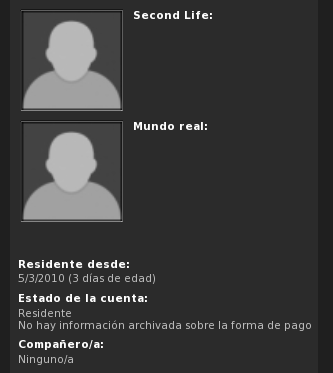 Second Life:
Mundo real:
Residente desde:
5/3/2010 (3 días de edad)
Estado de la cuenta:
Residente
No hay información archivada sobre la forma de pago
Compañero/a:
Ninguno/a